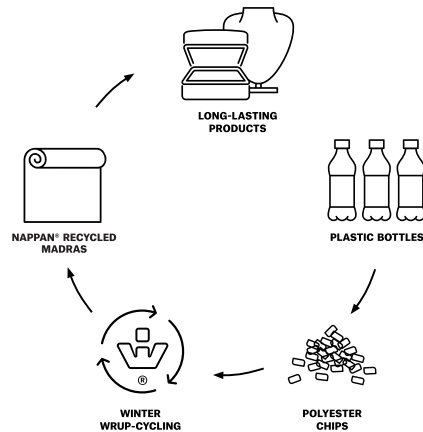 LONG-LASTING
PRODUCTS
PLASTIC BOTTLES
POLYESTER
CHIPS
WINTER
WRUP-CYCLING
®
NAPPAN® RECYCLED
MADRAS